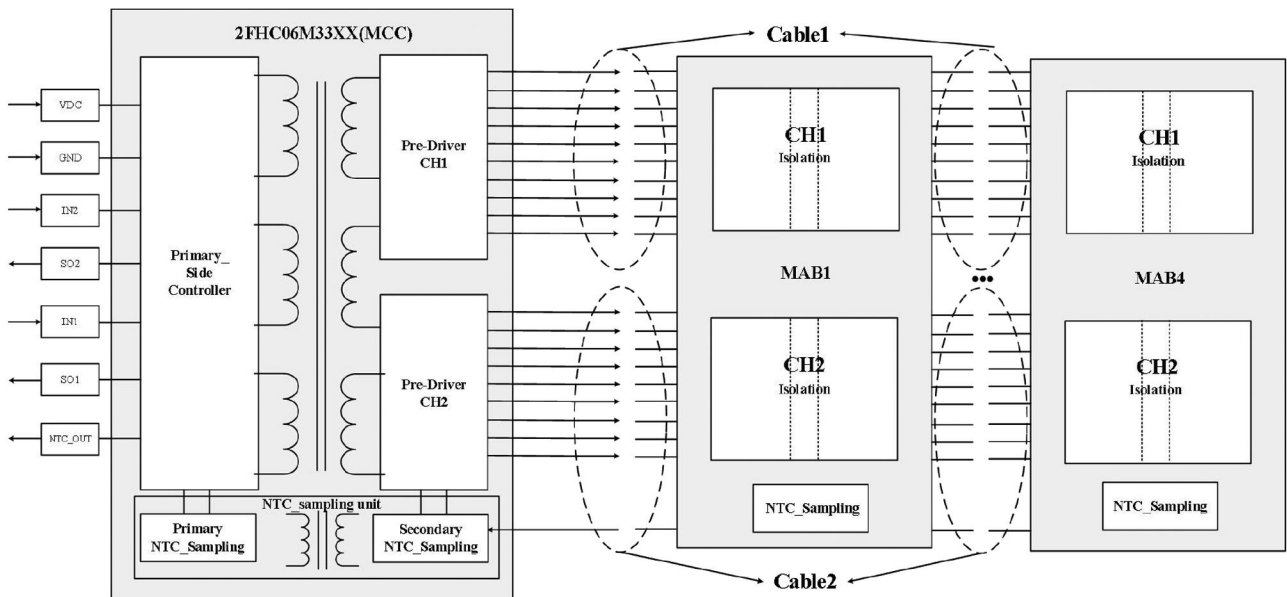 2FHC06M33XX(MCC)
Cable1
VDC
GND
IN2
SO2
IN1
SO1
NTC_OUT
Primary_
Side
Controller
Pre-Driver
CH1
Pre-Driver
CH2
NTC_sampling unit
Primary
NTC_Sampling
Secondary
NTC_Sampling
CH1
Isolation
MAB1
CH2
Isolation
NTC_Sampling
•••
CH1
Isolation
MAB4
CH2
Isolation
NTC_Sampling
Cable2